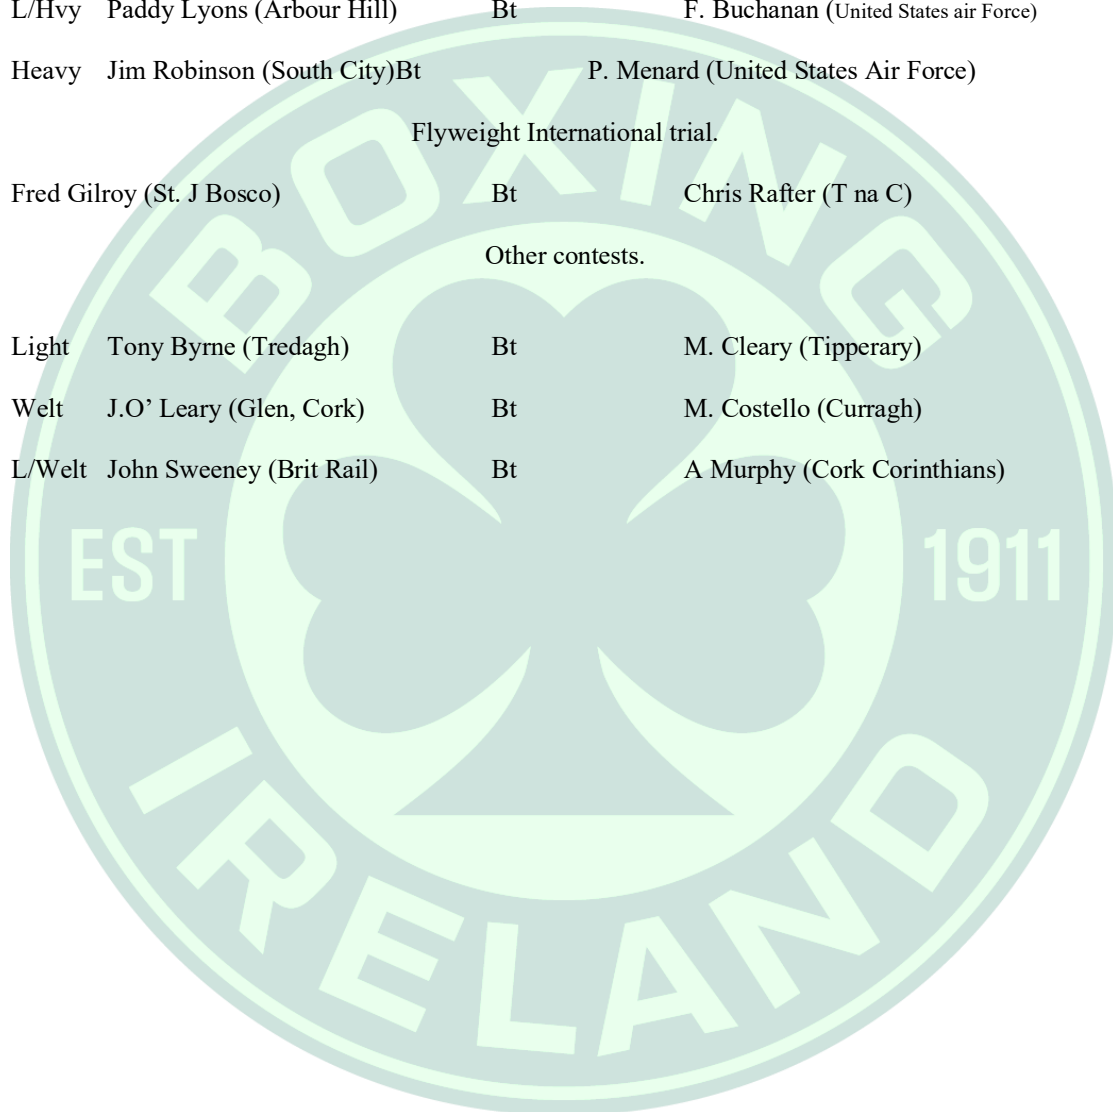 L/Hvy Paddy Lyons (Arbour Hill) Bt F. Buchanan (United States air Force)
Heavy Jim Robinson (South City)Bt P. Menard (United States Air Force)
Flyweight International trial.
Fred Gilroy (St. J Bosco) Bt Chris Rafter (T na C)
Other contests.
Light Tony Byrne (Tredagh) Bt M. Cleary (Tipperary)
Welt J.O’ Leary (Glen, Cork) Bt M. Costello (Curragh)
L/Welt John Sweeney (Brit Rail) Bt A Murphy (Cork Corinthians)
BOXING
EST 1911
IRELAND